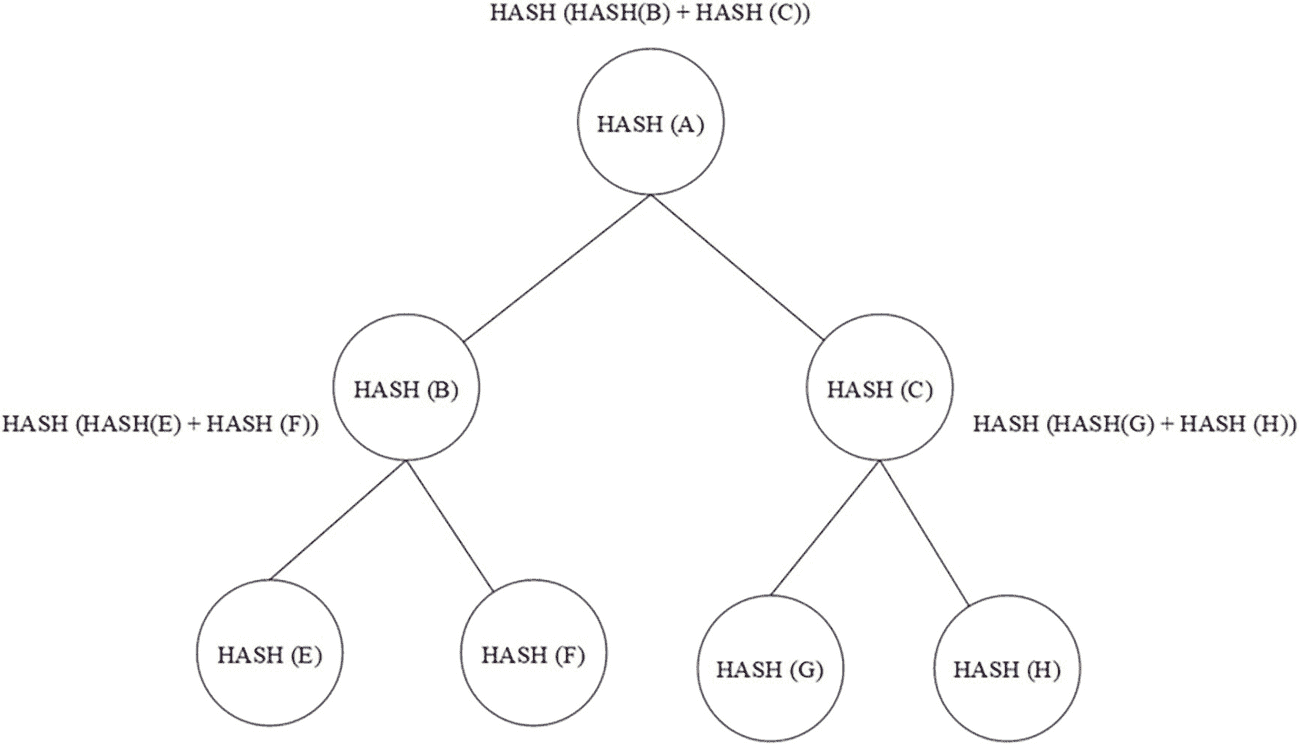 HASH (HASH(B) + HASH (C))
HASH (A)
HASH (B)
HASH (C)
HASH (HASH(E) + HASH (F))
HASH (HASH(G) + HASH (H))
HASH (E)
HASH (F)
HASH (G)
HASH (H)